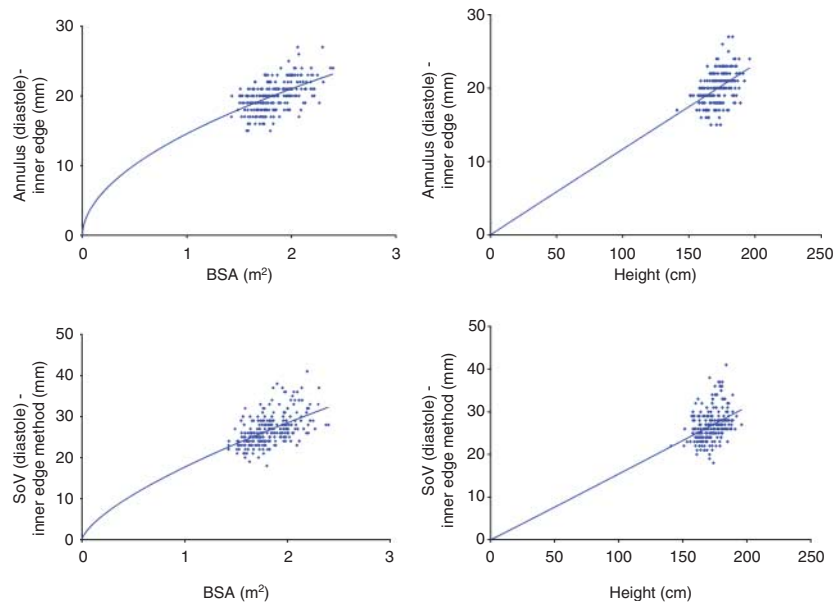 Annulus (diastole) -
inner edge (mm)
30
20
10
0
0 1 2 3
BSA (m²)
Annulus (diastole) -
inner edge (mm)
30
20
10
0
0 50 100 150 200 250
Height (cm)
SoV (diastole) -
inner edge method (mm)
50
40
30
20
10
0
0 1 2 3
BSA (m²)
SoV (diastole) -
inner edge method (mm)
50
40
30
20
10
0
0 50 100 150 200 250
Height (cm)